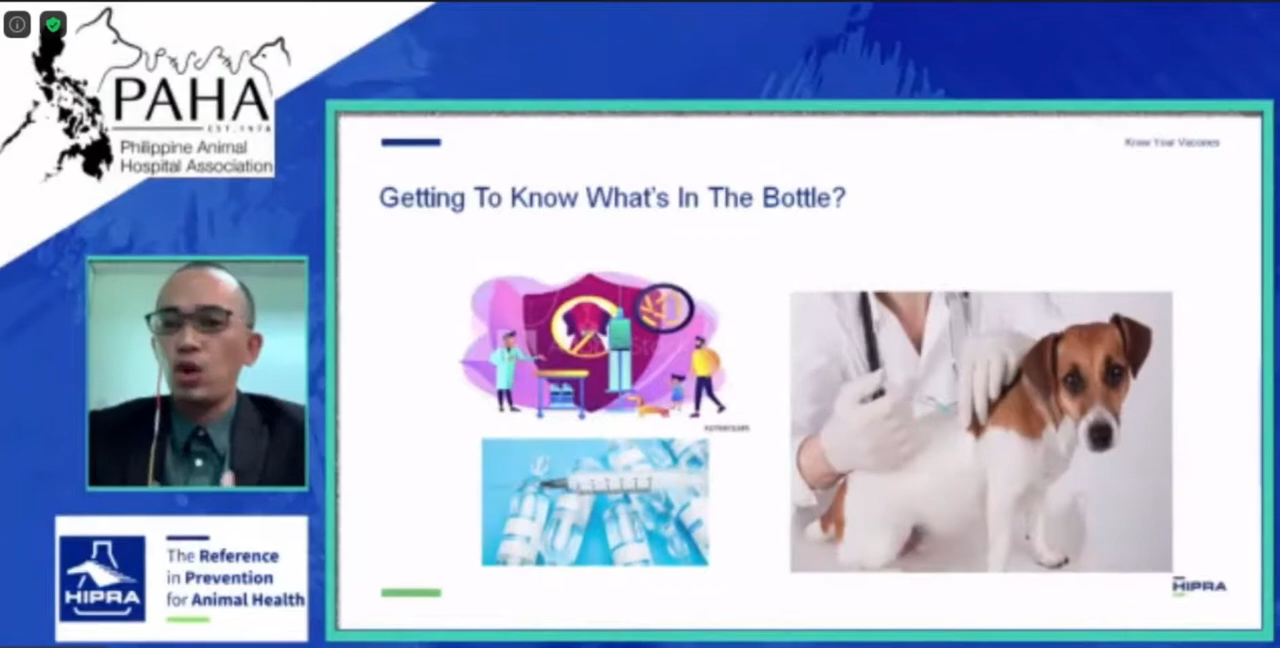 PAHA
EST. 1974
Philippine Animal
Hospital Association
Know Your Vaccines
Getting To Know What's In The Bottle?
HIPRA
The Reference
in Prevention
for Animal Health
HIPRA